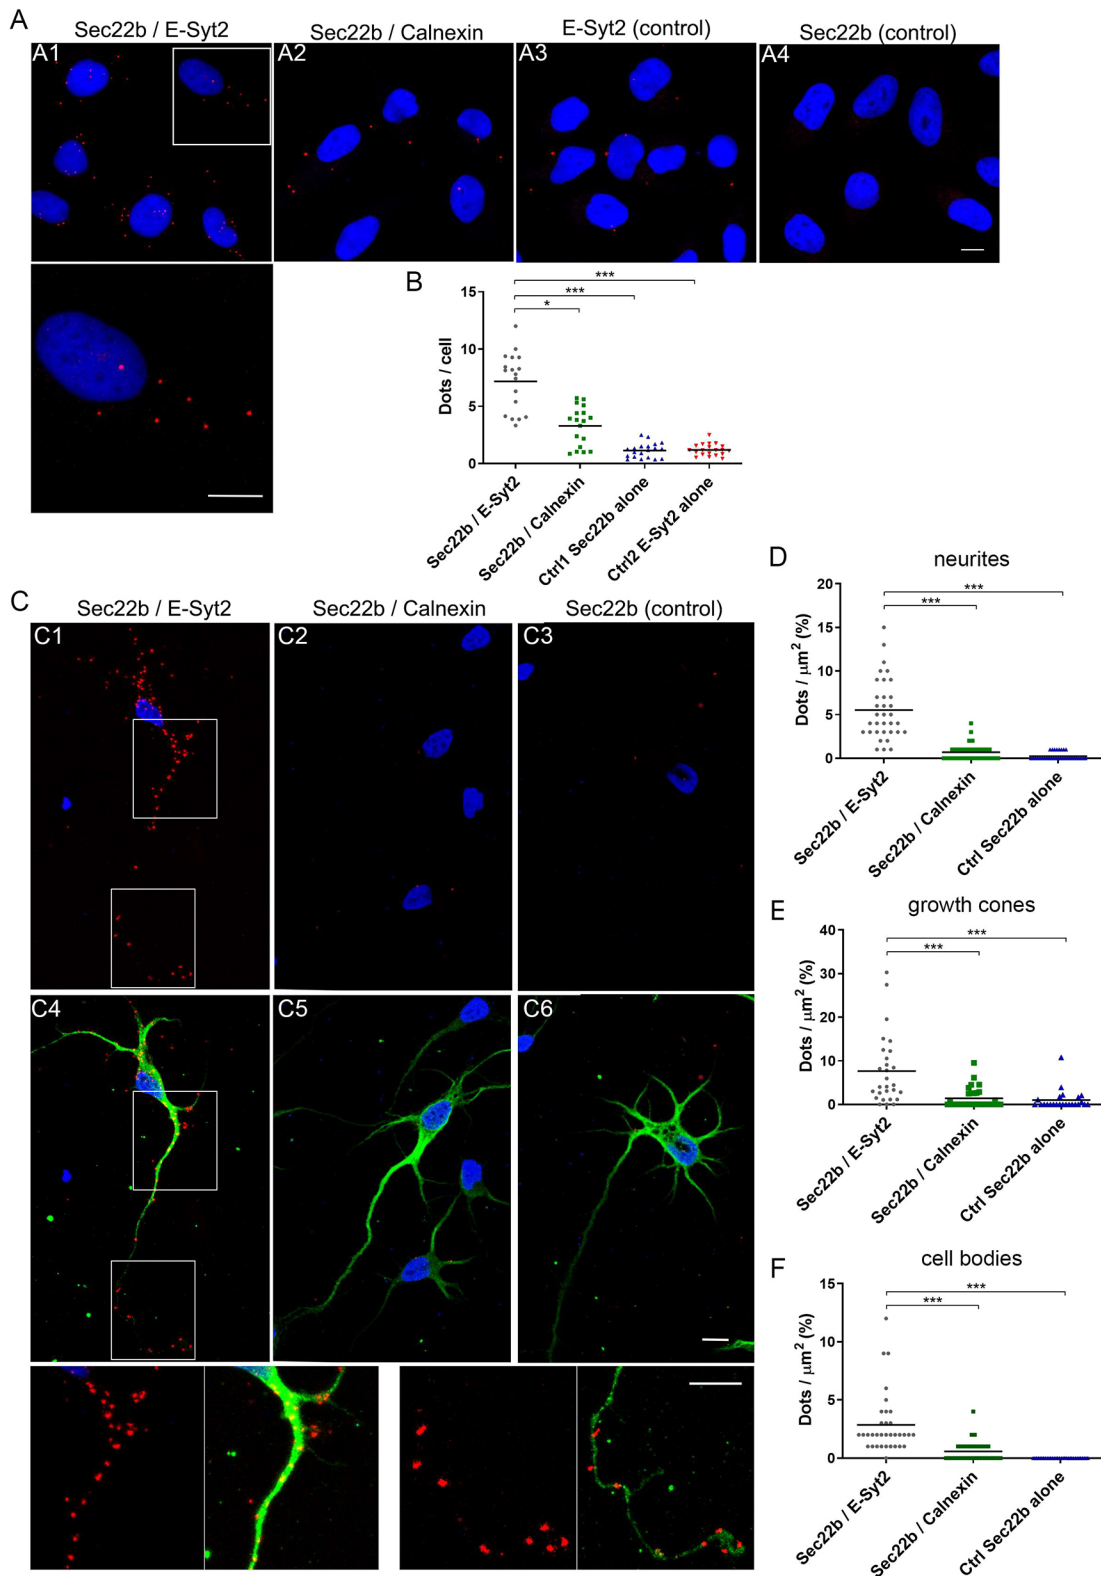 A
Sec22b / E-Syt2
Sec22b / Calnexin
E-Syt2 (control)
Sec22b (control)
A1
A2
A3
A4
B
15
10
5
0
Dots / cell
***
***
*
Sec22b / E-Syt2
Sec22b / Calnexin
Ctrl1 Sec22b alone
Ctrl2 E-Syt2 alone
C
Sec22b / E-Syt2
Sec22b / Calnexin
Sec22b (control)
C1
C2
C3
C4
C5
C6
D
neurites
20
15
10
5
0
Dots / μm² (%)
***
***
Sec22b / E-Syt2
Sec22b / Calnexin
Ctrl Sec22b alone
E
growth cones
40
30
20
10
0
Dots / μm² (%)
***
***
Sec22b / E-Syt2
Sec22b / Calnexin
Ctrl Sec22b alone
F
cell bodies
15
10
5
0
Dots / μm² (%)
***
***
Sec22b / E-Syt2
Sec22b / Calnexin
Ctrl Sec22b alone